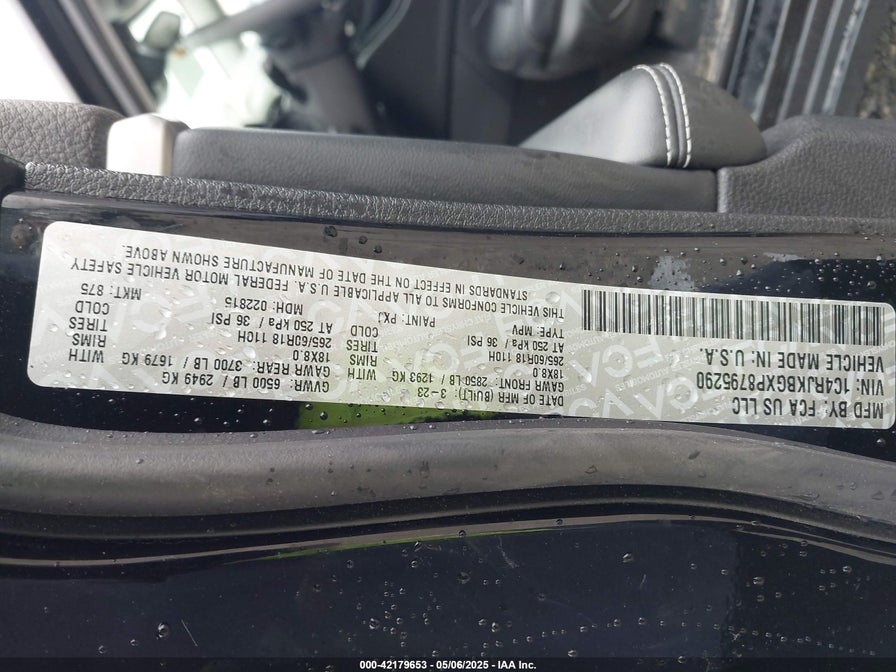 MFD BY: FCA US LLC DATE OF MFR (BUILT): 3-23 GVWR: 6500 LB / 2949 KG
VIN: 1C4RJKBGXP8795290 GAWR FRONT: 2850 LB / 1293 KG WITH GAWR REAR: 3700 LB / 1679 KG WITH
18X8.0 RIMS 18X8.0 RIMS
VEHICLE MADE IN U.S.A. 265/60R18 110H TIRES 265/60R18 110H TIRES
AT 250 kPa / 36 PSI COLD AT 250 kPa / 36 PSI COLD
TYPE: MPV PAINT: PXJ MDH: 022815 MKT: 875
THIS VEHICLE CONFORMS TO ALL APPLICABLE U.S.A. FEDERAL MOTOR VEHICLE SAFETY
STANDARDS IN EFFECT ON THE DATE OF MANUFACTURE SHOWN ABOVE.
000-42179653 - 05/06/2025 - IAA Inc.